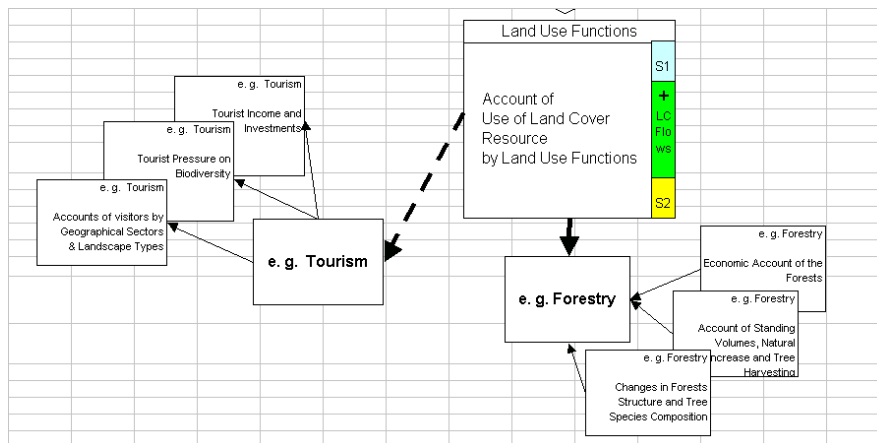 Land Use Functions
S1
+
LC
Flo
ws
S2
Account of
Use of Land Cover
Resource
by Land Use Functions
e. g. Tourism
Tourist Income and
Investments
e. g. Tourism
Tourist Pressure on
Biodiversity
e. g. Tourism
Accounts of visitors by
Geographical Sectors
& Landscape Types
e. g. Tourism
e. g. Forestry
e. g. Forestry
Economic Account of the
Forests
e. g. Forestry
Account of Standing
Volumes, Natural
Increase and Tree
Harvesting
e. g. Forestry
Changes in Forests
Structure and Tree
Species Composition